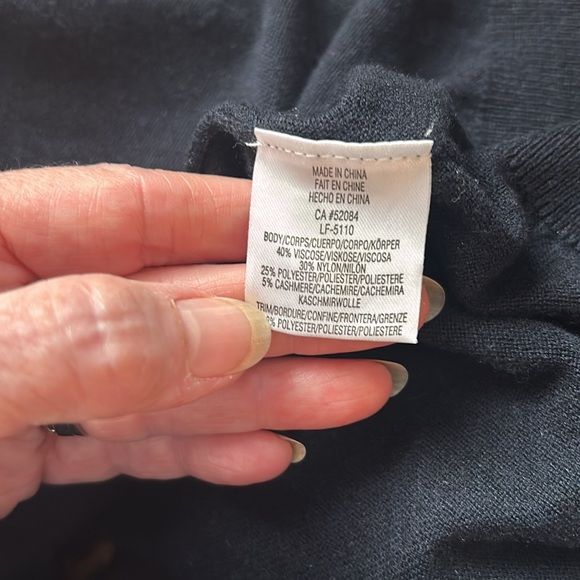 MADE IN CHINA
FAIT EN CHINE
HECHO EN CHINA
CA #52084
LF-5110
BODY/CORPS/CUERPO/CORPO/KÖRPER
40% VISCOSE/VISKOSE/VISCOSA
30% NYLON/NILÓN
25% POLYESTER/POLIESTER/POLIESTERE
5% CASHMERE/CACHEMIRE/CACHEMIRA
KASCHMIRWOLLE
TRIM/BORDURE/CONFINE/FRONTERA/GRENZE
POLYESTER/POLIESTER/POLIESTERE